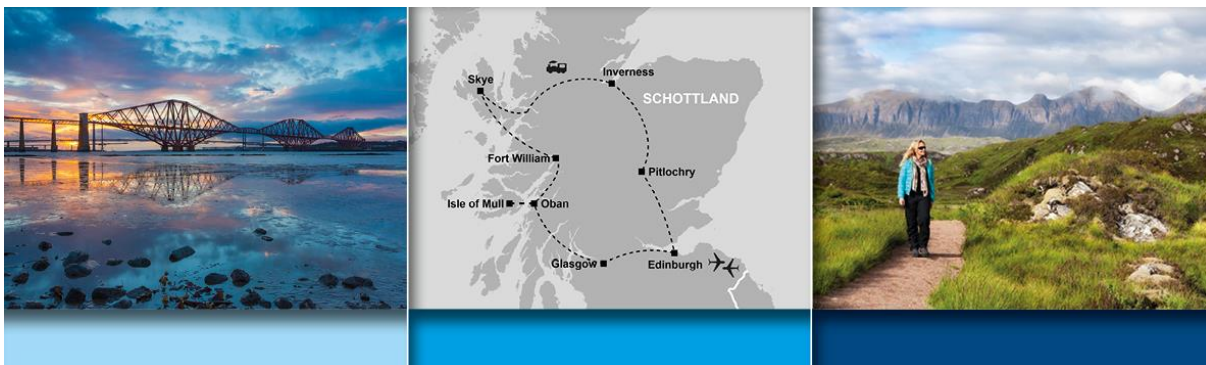 Skye
Inverness
SCHOTTLAND
Fort William
Pitlochry
Isle of Mull
Oban
Glasgow
Edinburgh